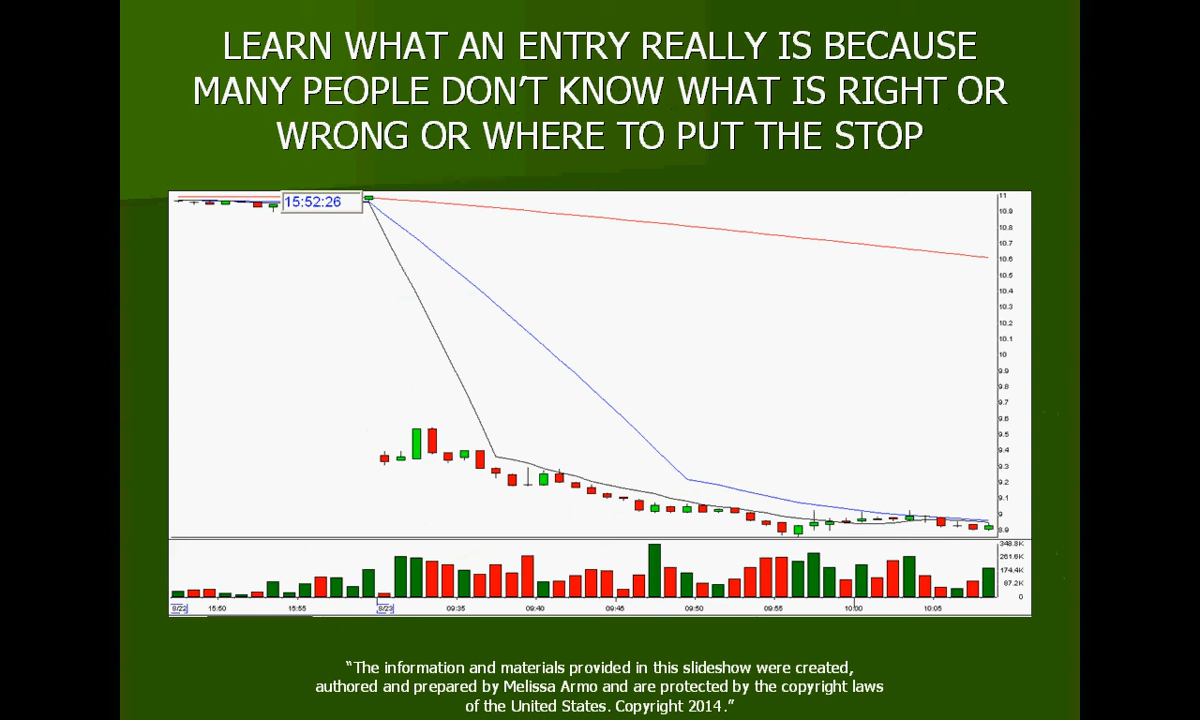 LEARN WHAT AN ENTRY REALLY IS BECAUSE
MANY PEOPLE DON'T KNOW WHAT IS RIGHT OR
WRONG OR WHERE TO PUT THE STOP
15:52:26
11
10.9
10.8
10.7
10.6
10.5
10.4
10.3
10.2
10.1
10
9.9
9.8
9.7
9.6
9.5
9.4
9.3
9.2
9.1
9
8.9
348.8K
261.6K
174.4K
87.2K
0
8/22 15:50 15:55 8/23 09:35 09:40 09:45 09:50 09:55 10:00 10:05
“The information and materials provided in this slideshow were created,
authored and prepared by Melissa Armo and are protected by the copyright laws
of the United States. Copyright 2014.”